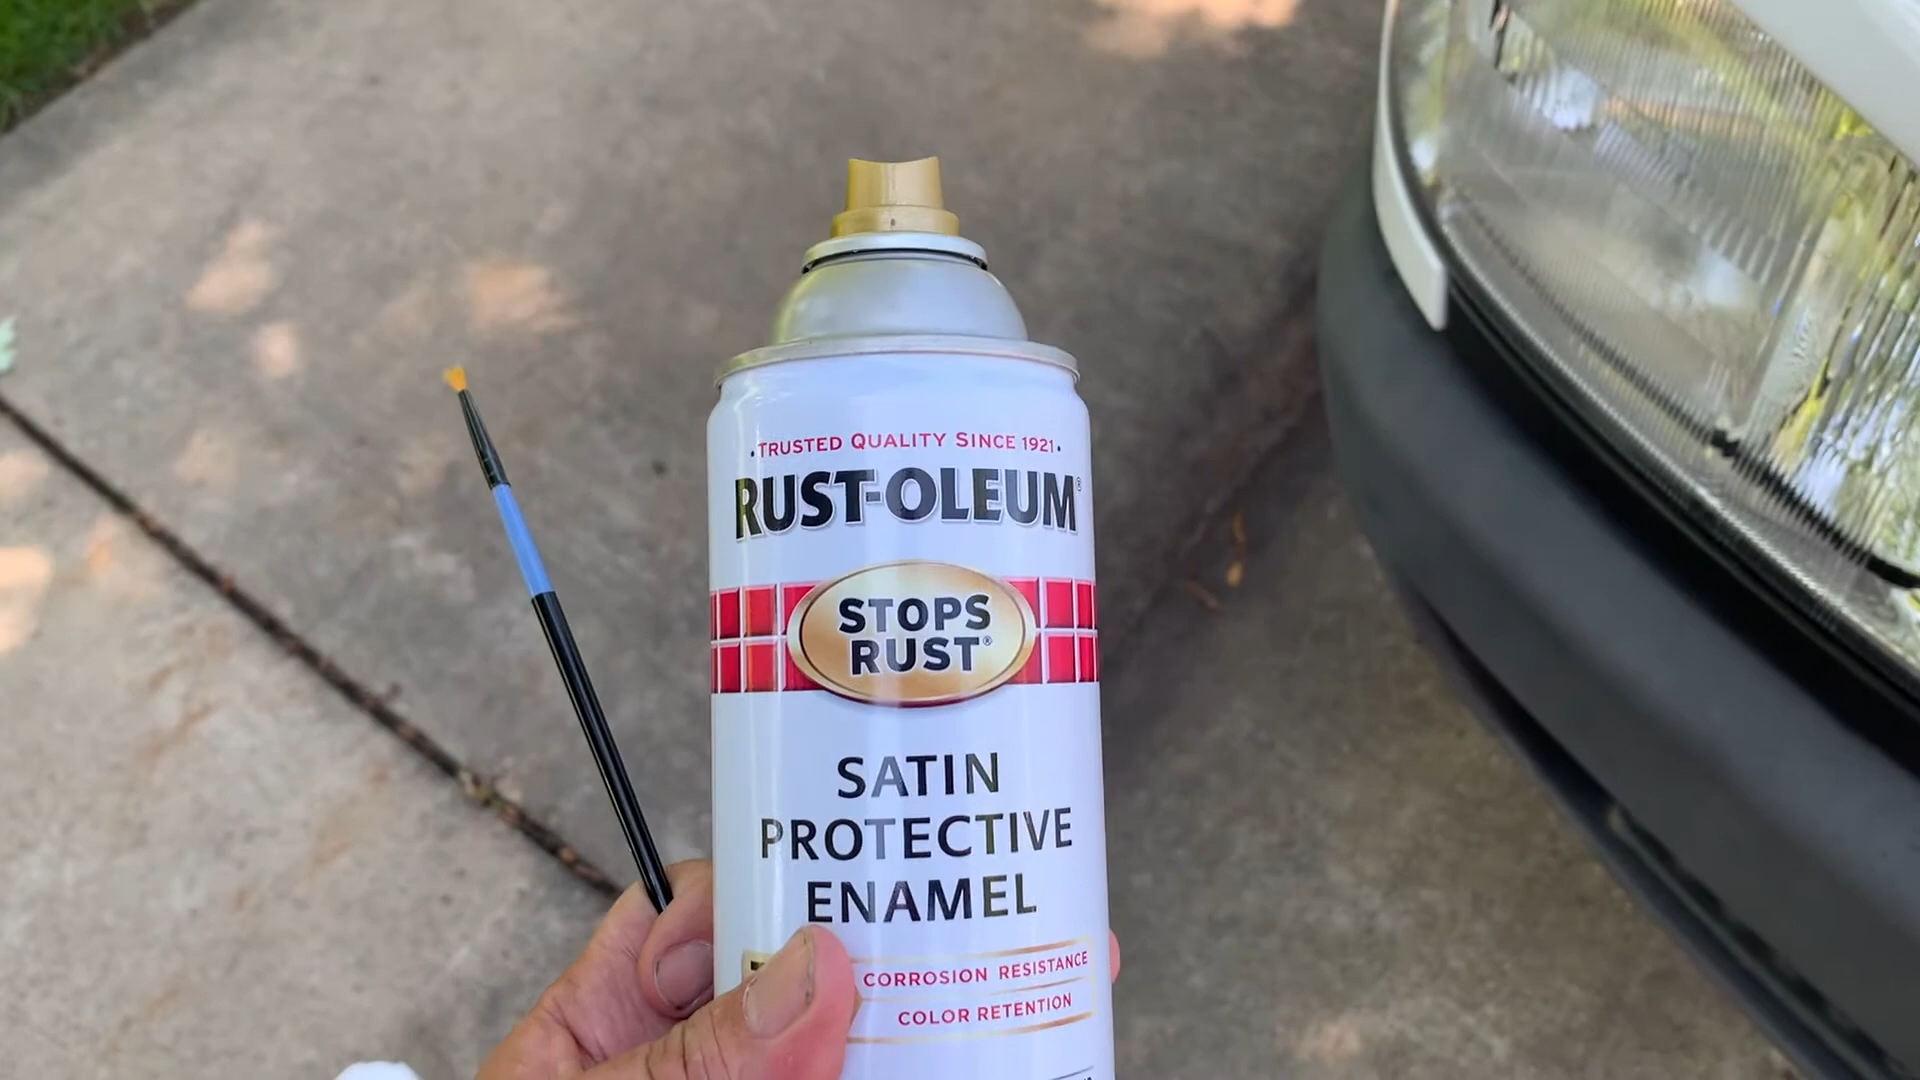 ·TRUSTED QUALITY SINCE 1921·
RUST-OLEUM®
STOPS
RUST®
SATIN
PROTECTIVE
ENAMEL
CORROSION RESISTANCE
COLOR RETENTION